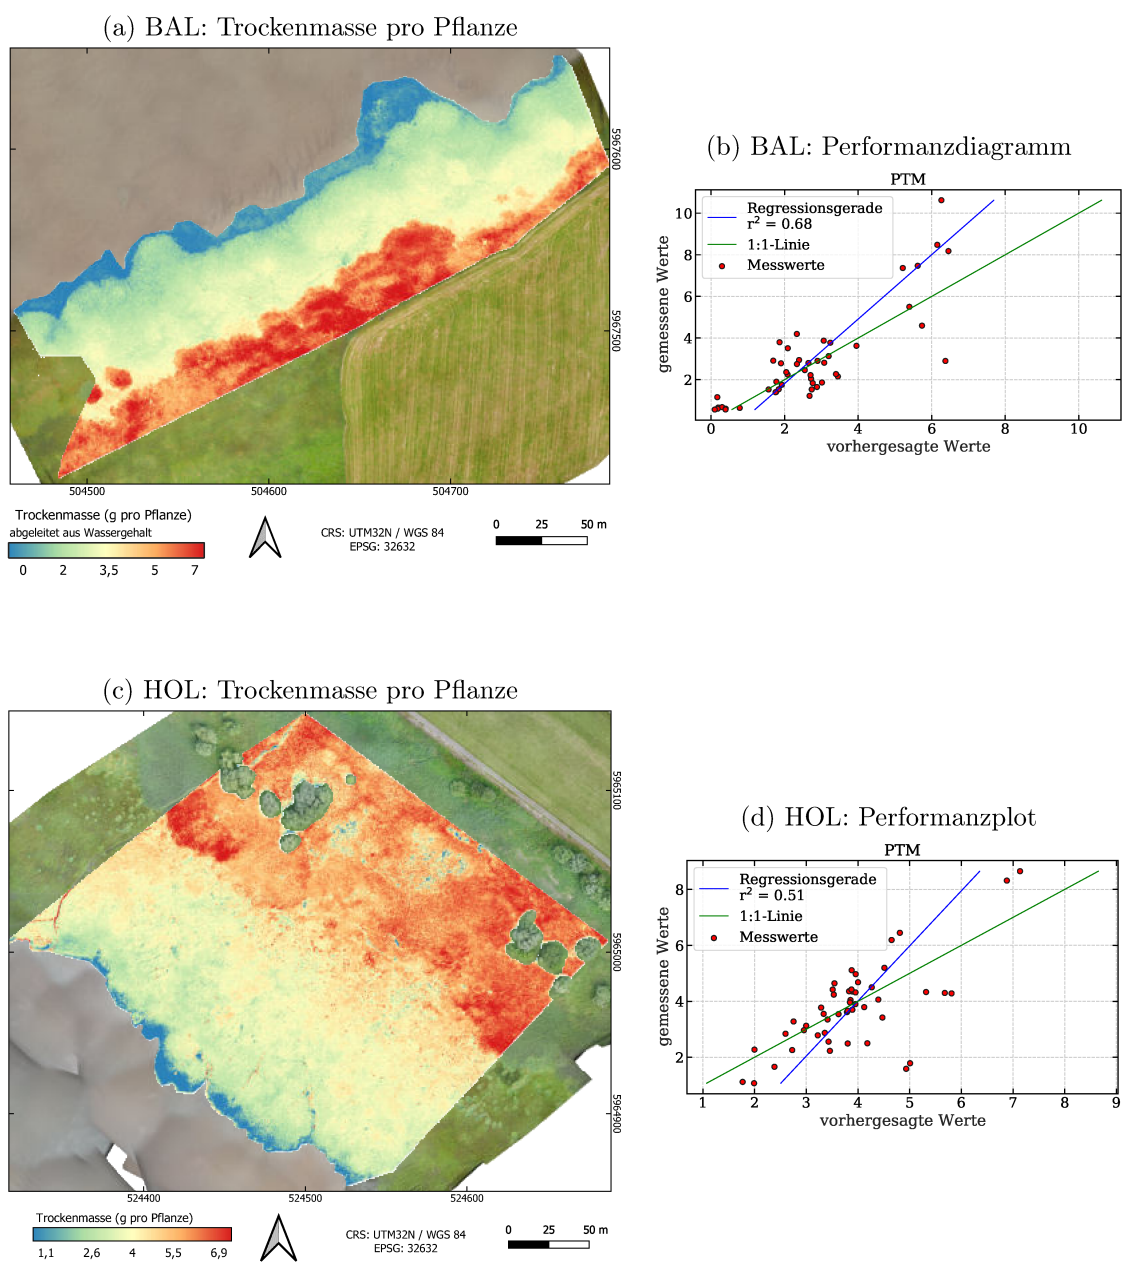 (a) BAL: Trockenmasse pro Pflanze
5967600
5967500
504500
504600
504700
Trockenmasse (g pro Pflanze)
abgeleitet aus Wassergehalt
0 2 3,5 5 7
CRS: UTM32N / WGS 84
EPSG: 32632
0 25 50 m
(b) BAL: Performanzdiagramm
PTM
Regressionsgerade
r² = 0.68
1:1-Linie
Messwerte
gemessene Werte
10
8
6
4
2
0 2 4 6 8 10
vorhergesagte Werte
(c) HOL: Trockenmasse pro Pflanze
5965100
5965000
5964900
524400
524500
524600
Trockenmasse (g pro Pflanze)
1,1 2,6 4 5,5 6,9
CRS: UTM32N / WGS 84
EPSG: 32632
0 25 50 m
(d) HOL: Performanzplot
PTM
Regressionsgerade
r² = 0.51
1:1-Linie
Messwerte
gemessene Werte
8
6
4
2
1 2 3 4 5 6 7 8 9
vorhergesagte Werte